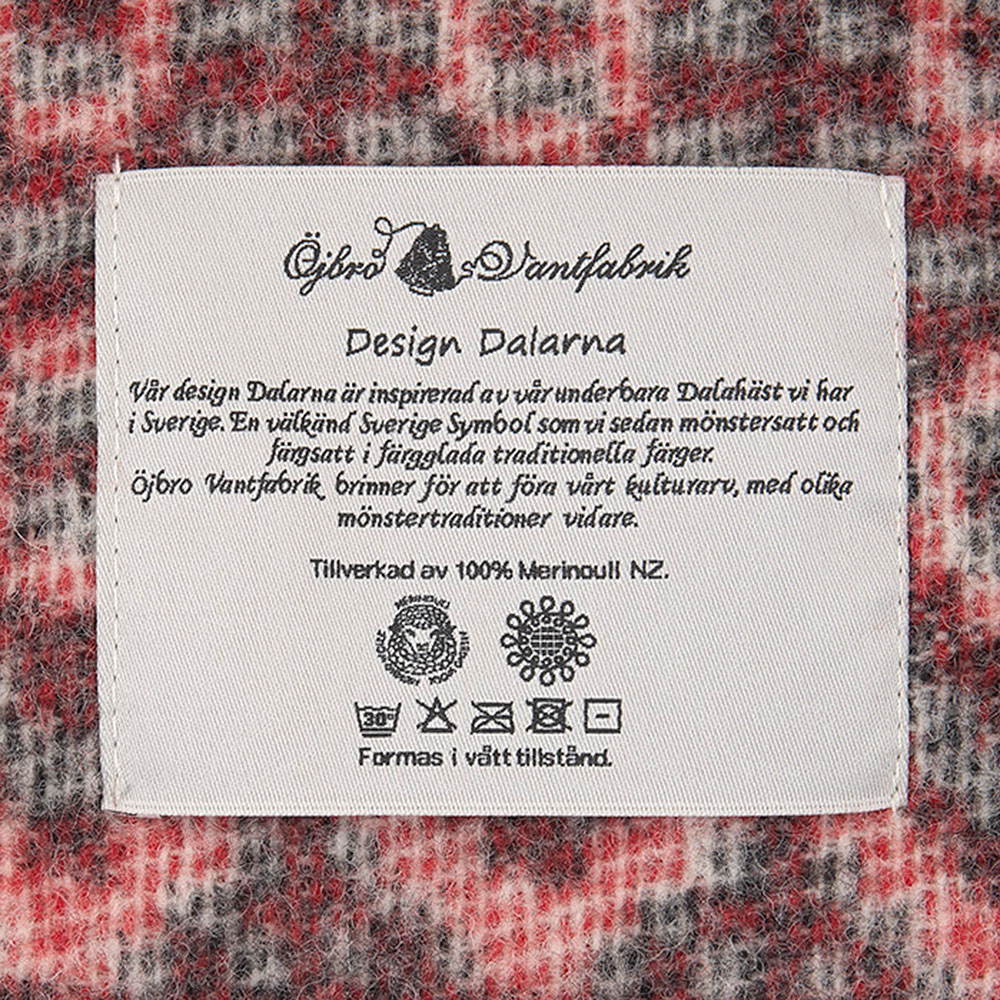 Öjbro s Vantfabrik
Design Dalarna
Vår design Dalarna är inspirerad av vår underbara Dalahäst vi har
i Sverige. En välkänd Sverige Symbol som vi sedan mönstersatt och
färgsatt i färgglada traditionella färger.
Öjbro Vantfabrik brinner för att föra vårt kulturarv, med olika
mönstertraditioner vidare.
Tillverkad av 100% Merinoull NZ.
MERINOULL
30°
Formas i vått tillstånd.